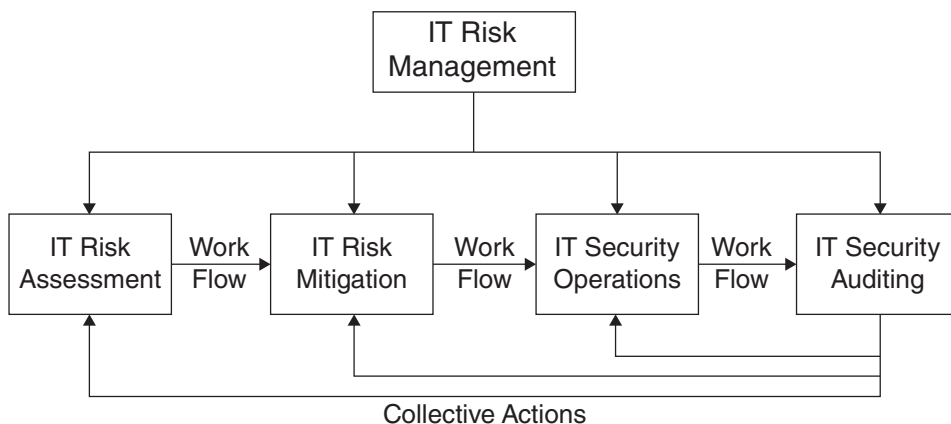 IT Risk
Management
IT Risk
Assessment
Work
Flow
IT Risk
Mitigation
Work
Flow
IT Security
Operations
Work
Flow
IT Security
Auditing
Collective Actions